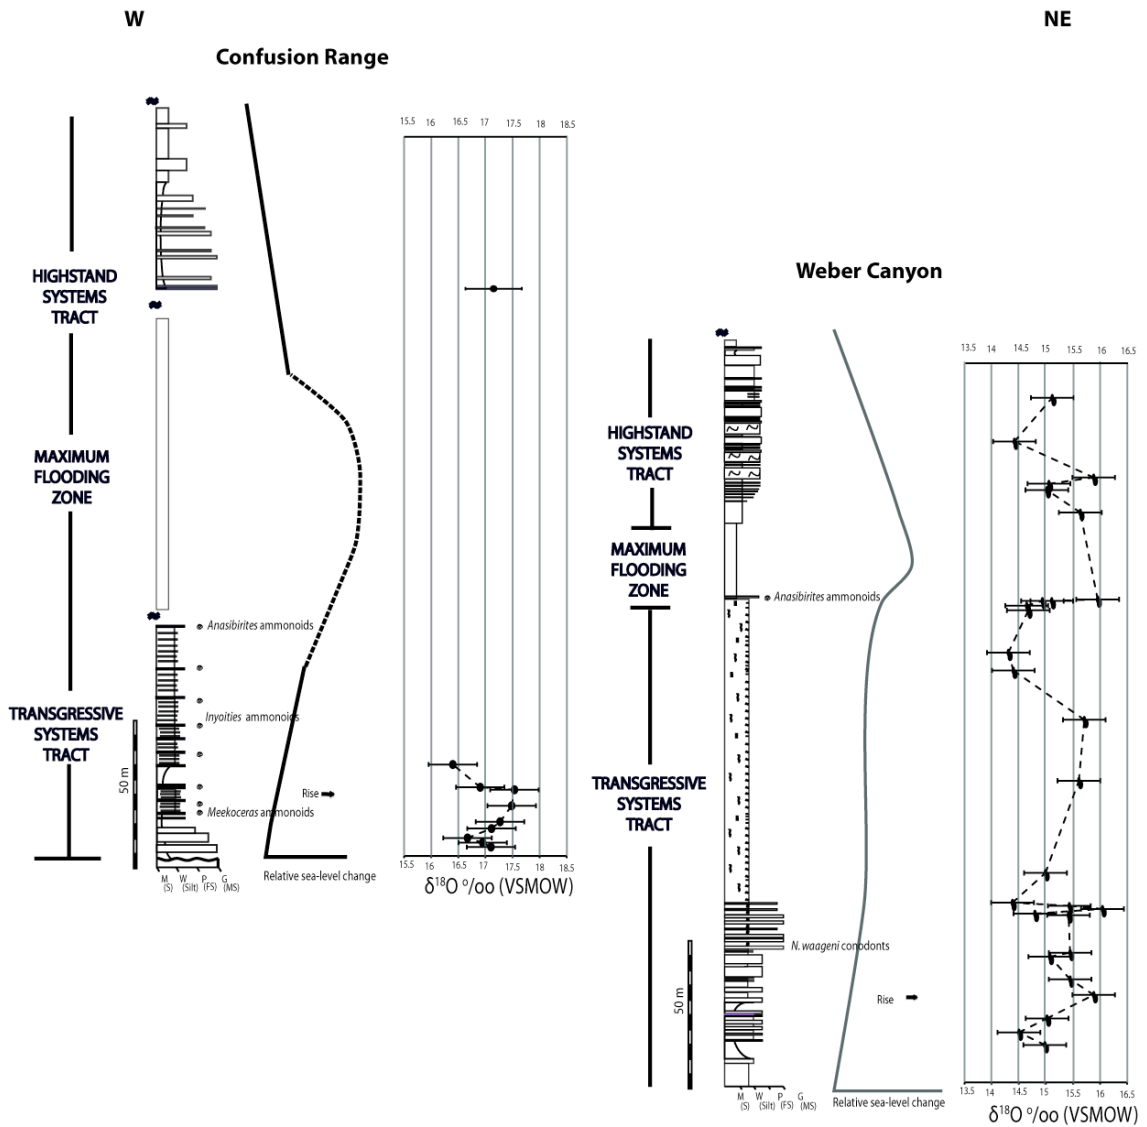 W
NE
Confusion Range
15.5 16 16.5 17 17.5 18 18.5
HIGHSTAND
SYSTEMS
TRACT
MAXIMUM
FLOODING
ZONE
TRANSGRESSIVE
SYSTEMS
TRACT
50 m
Anasibirites ammonoids
Inyoities ammonoids
Rise
Meekoceras ammonoids
M (S) W (Silt) P (FS) G (MS)
Relative sea-level change
15.5 16 16.5 17 17.5 18 18.5
δ18O o/oo (VSMOW)
Weber Canyon
13.5 14 14.5 15 15.5 16 16.5
HIGHSTAND
SYSTEMS
TRACT
MAXIMUM
FLOODING
ZONE
Anasibirites ammonoids
TRANSGRESSIVE
SYSTEMS
TRACT
N. waageni conodonts
50 m
Rise
M (S) W (Silt) P (FS) G (MS)
Relative sea-level change
13.5 14 14.5 15 15.5 16 16.5
δ18O o/oo (VSMOW)